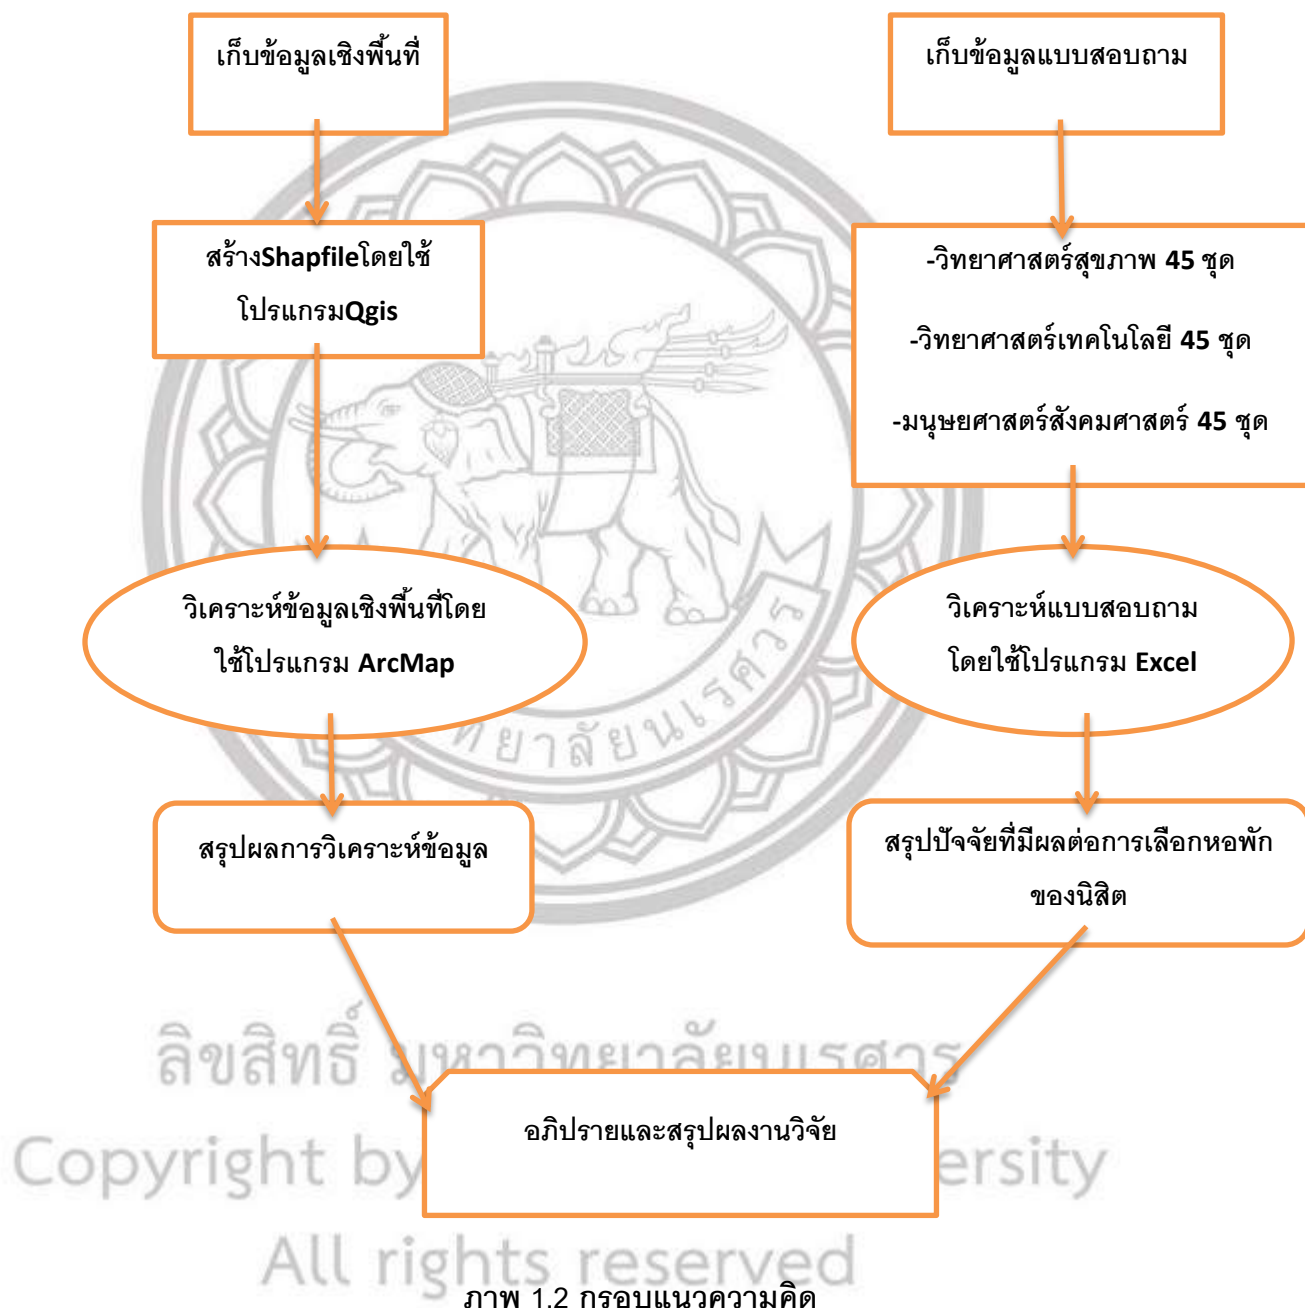 เก็บข้อมูลเชิงพื้นที่
เก็บข้อมูลแบบสอบถาม
สร้างShapfileโดยใช้
โปรแกรมQgis
-วิทยาศาสตร์สุขภาพ 45 ชุด
-วิทยาศาสตร์เทคโนโลยี 45 ชุด
-มนุษยศาสตร์สังคมศาสตร์ 45 ชุด
วิเคราะห์ข้อมูลเชิงพื้นที่โดย
ใช้โปรแกรม ArcMap
วิเคราะห์แบบสอบถาม
โดยใช้โปรแกรม Excel
ทยาลัยนเรศวร
สรุปผลการวิเคราะห์ข้อมูล
สรุปปัจจัยที่มีผลต่อการเลือกหอพัก
ของนิสิต
ลิขสิทธิ์ มหาวิทยาลัยนเรศวร
อภิปรายและสรุปผลงานวิจัย
Copyright by ersity
All rights reserved
ภาพ 1.2 กรอบแนวความคิด